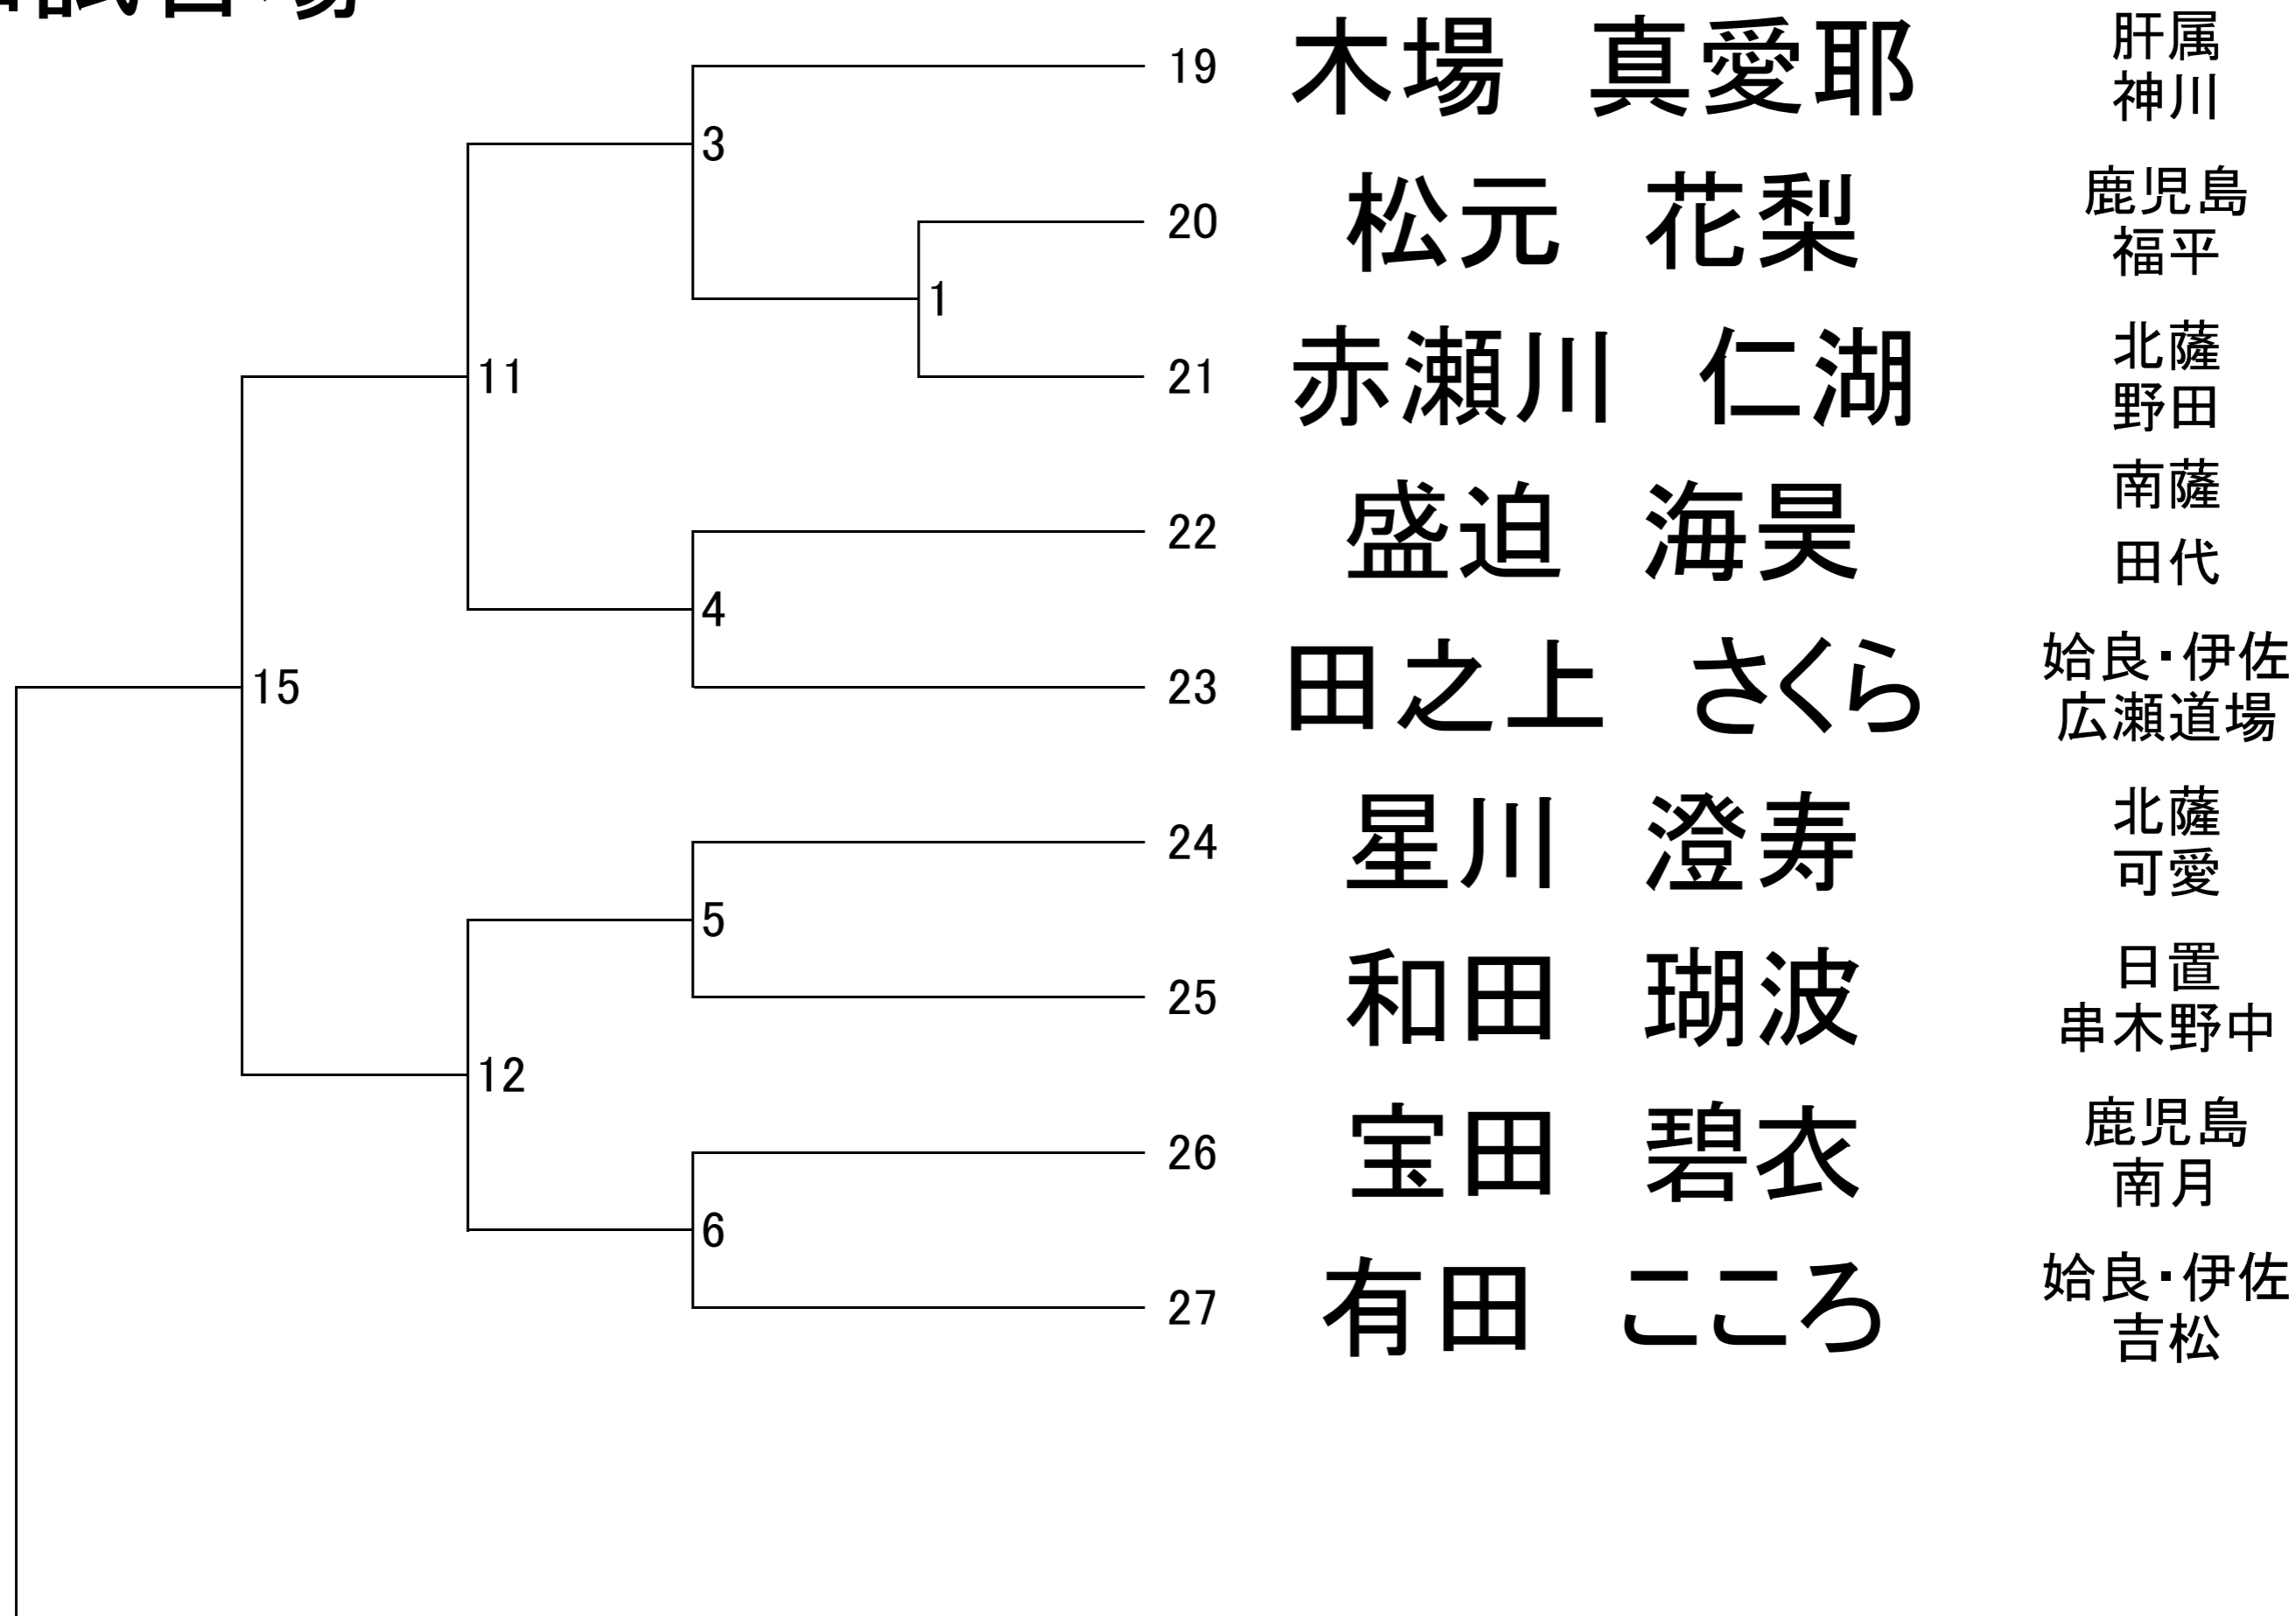 19 木場 真愛耶 肝属
神川
3
20 松元 花梨 鹿児島
福平
1
21 赤瀬川 仁湖 北薩
野田
11
22 盛迫 海昊 南薩
田代
4
23 田之上 さくら 姶良・伊佐
広瀬道場
15
24 星川 澄寿 北薩
可愛
5
25 和田 瑚波 日置
串木野中
12
26 宝田 碧衣 鹿児島
南月
6
27 有田 こころ 姶良・伊佐
吉松